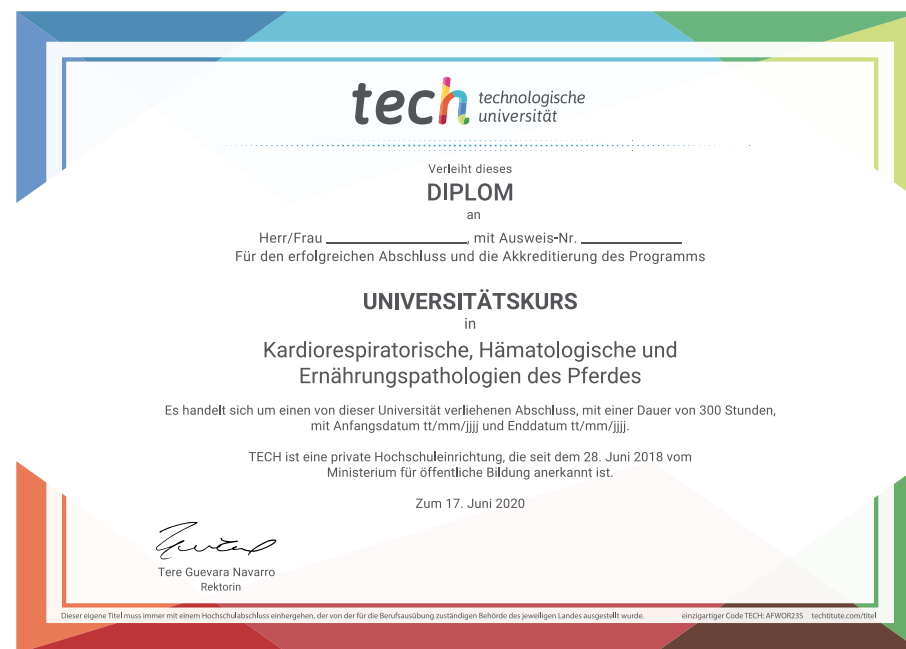 tech technologische
universität
Verleiht dieses
DIPLOM
an
Herr/Frau ____________, mit Ausweis-Nr. ____________
Für den erfolgreichen Abschluss und die Akkreditierung des Programms
UNIVERSITÄTSKURS
in
Kardiorespiratorische, Hämatologische und
Ernährungspathologien des Pferdes
Es handelt sich um einen von dieser Universität verliehenen Abschluss, mit einer Dauer von 300 Stunden,
mit Anfangsdatum tt/mm/jjjj und Enddatum tt/mm/jjjj.
TECH ist eine private Hochschuleinrichtung, die seit dem 28. Juni 2018 vom
Ministerium für öffentliche Bildung anerkannt ist.
Zum 17. Juni 2020
Tere Guevara Navarro
Rektorin
Dieser eigene Titel muss immer mit einem Hochschulabschluss einhergehen, der von der für die Berufsausübung zuständigen Behörde des jeweiligen Landes ausgestellt wurde. einzigartiger Code TECH: AFWOR23S techtitute.com/titel